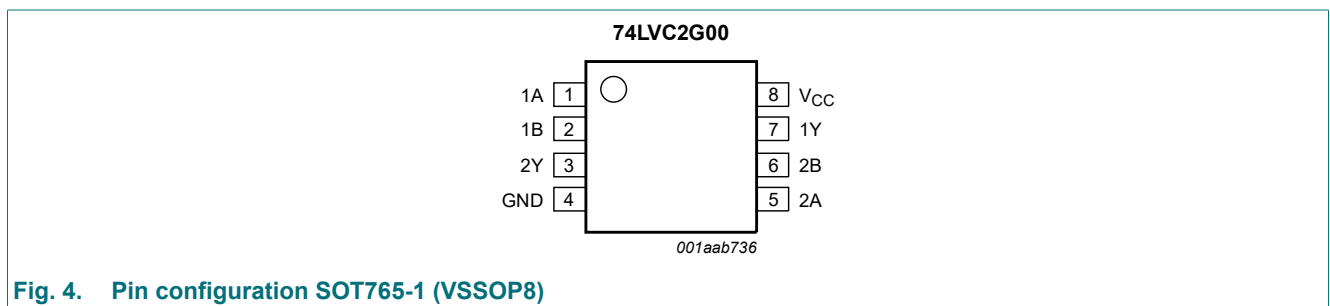 74LVC2G00
1A 1 8 VCC
1B 2 7 1Y
2Y 3 6 2B
GND 4 5 2A
001aab736
Fig. 4. Pin configuration SOT765-1 (VSSOP8)